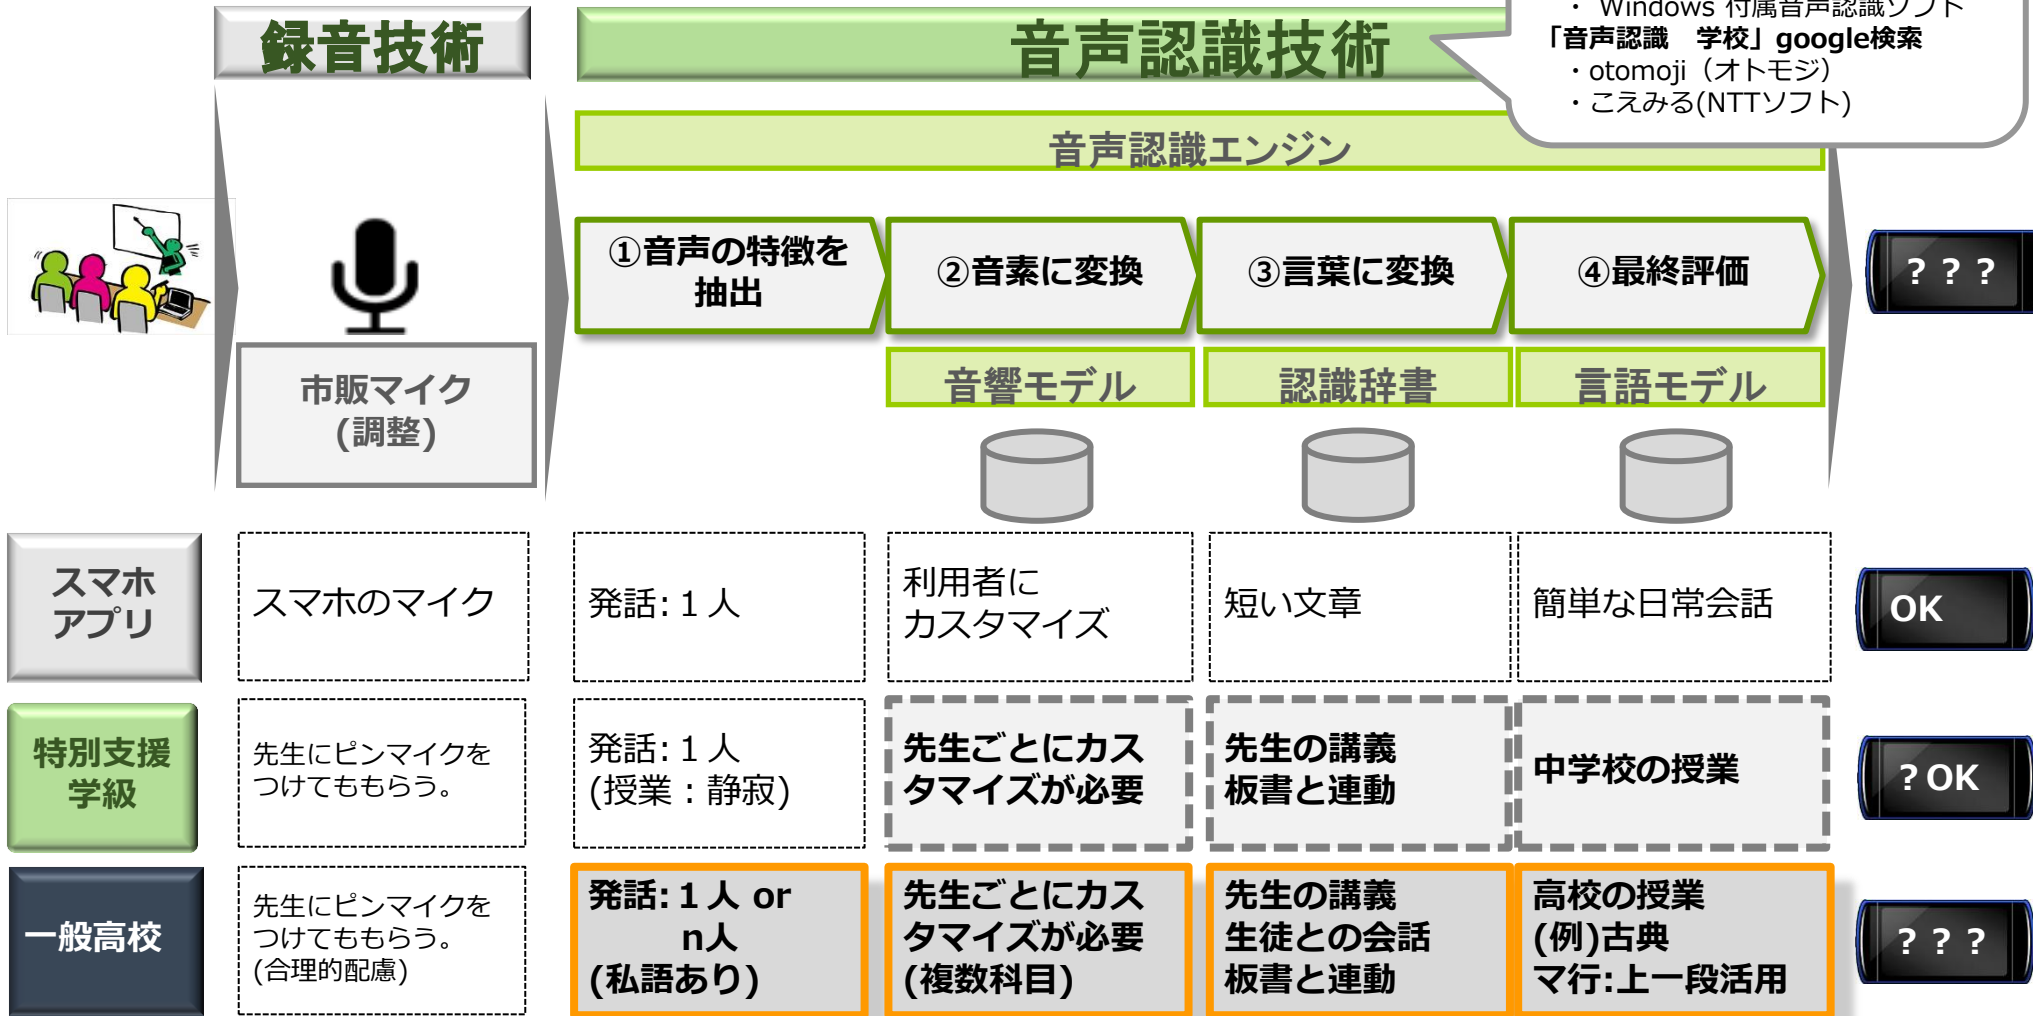 録音技術
音声認識技術
・ Windows 付属音声認識ソフト
「音声認識　学校」google検索
・otomoji（オトモジ）
・こえみる(NTTソフト)
音声認識エンジン
①音声の特徴を
抽出
②音素に変換
③言葉に変換
④最終評価
？？？
市販マイク
(調整)
音響モデル
認識辞書
言語モデル
スマホ
アプリ
スマホのマイク
発話:１人
利用者に
カスタマイズ
短い文章
簡単な日常会話
OK
特別支援
学級
先生にピンマイクを
つけてももらう。
発話:１人
(授業：静寂)
先生ごとにカス
タマイズが必要
先生の講義
板書と連動
中学校の授業
？OK
一般高校
先生にピンマイクを
つけてももらう。
(合理的配慮)
発話:１人 or
n人
(私語あり)
先生ごとにカス
タマイズが必要
(複数科目)
先生の講義
生徒との会話
板書と連動
高校の授業
(例)古典
マ行:上一段活用
？？？